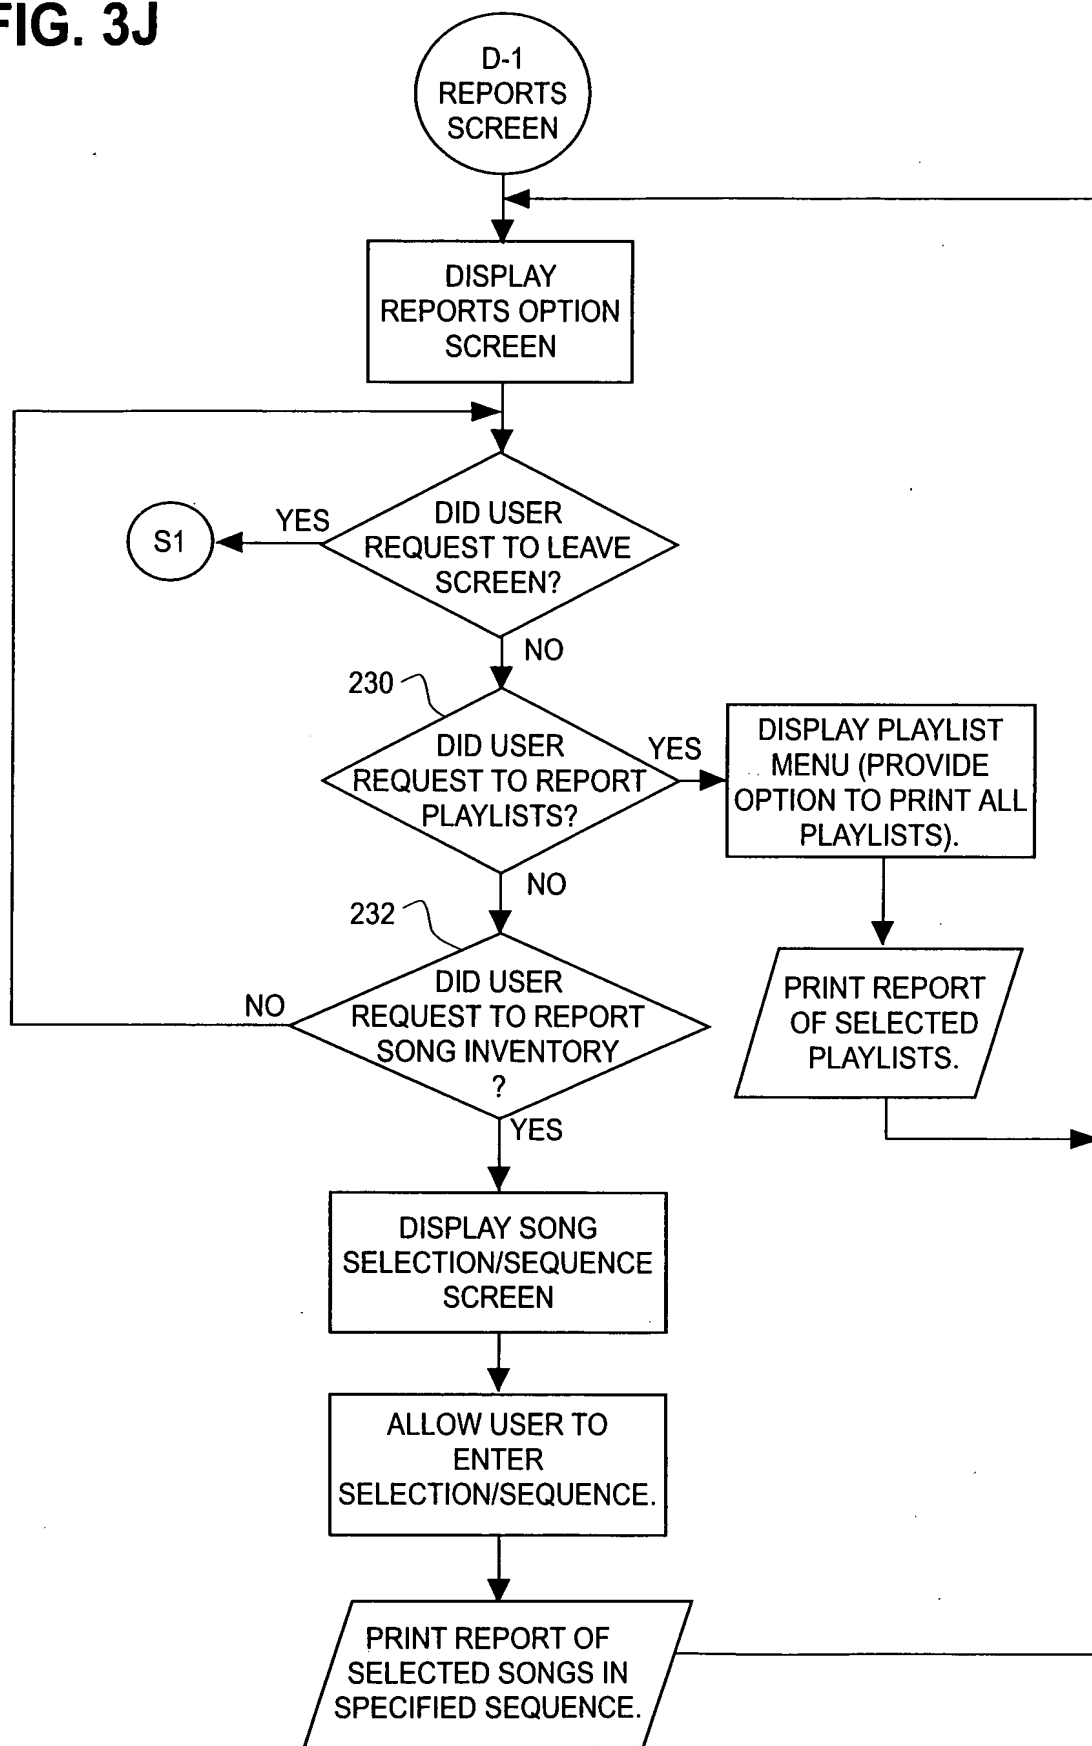 FIG. 3J
D-1
REPORTS
SCREEN
DISPLAY
REPORTS OPTION
SCREEN
DID USER
REQUEST TO LEAVE
SCREEN?
YES
S1
NO
230
DID USER
REQUEST TO REPORT
PLAYLISTS?
YES
DISPLAY PLAYLIST
MENU (PROVIDE
OPTION TO PRINT ALL
PLAYLISTS).
NO
232
DID USER
REQUEST TO REPORT
SONG INVENTORY
?
NO
PRINT REPORT
OF SELECTED
PLAYLISTS.
YES
DISPLAY SONG
SELECTION/SEQUENCE
SCREEN
ALLOW USER TO
ENTER
SELECTION/SEQUENCE.
PRINT REPORT OF
SELECTED SONGS IN
SPECIFIED SEQUENCE.